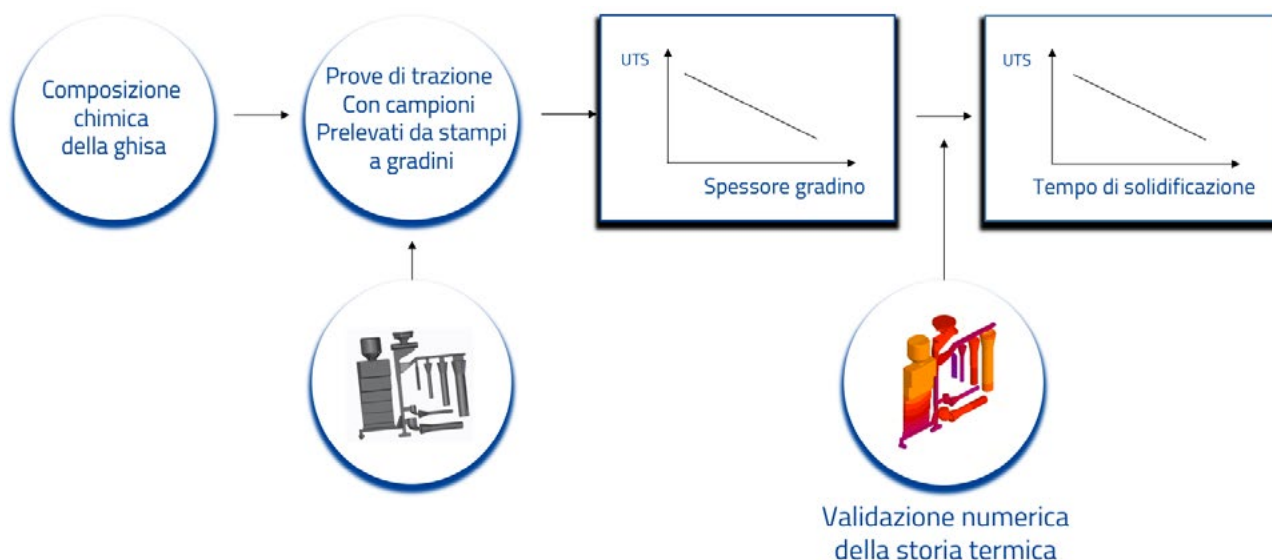 Composizione
chimica
della ghisa
Prove di trazione
Con campioni
Prelevati da stampi
a gradini
UTS
Spessore gradino
UTS
Tempo di solidificazione
Validazione numerica
della storia termica